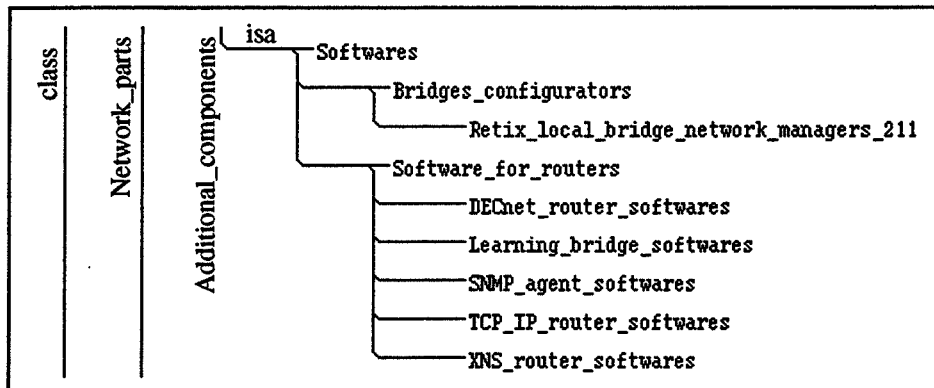 class
Network_parts
Additional_components
isa
Softwares
Bridges_configurators
Retix_local_bridge_network_managers_211
Software_for_routers
DECnet_router_softwares
Learning_bridge_softwares
SNMP_agent_softwares
TCP_IP_router_softwares
XNS_router_softwares